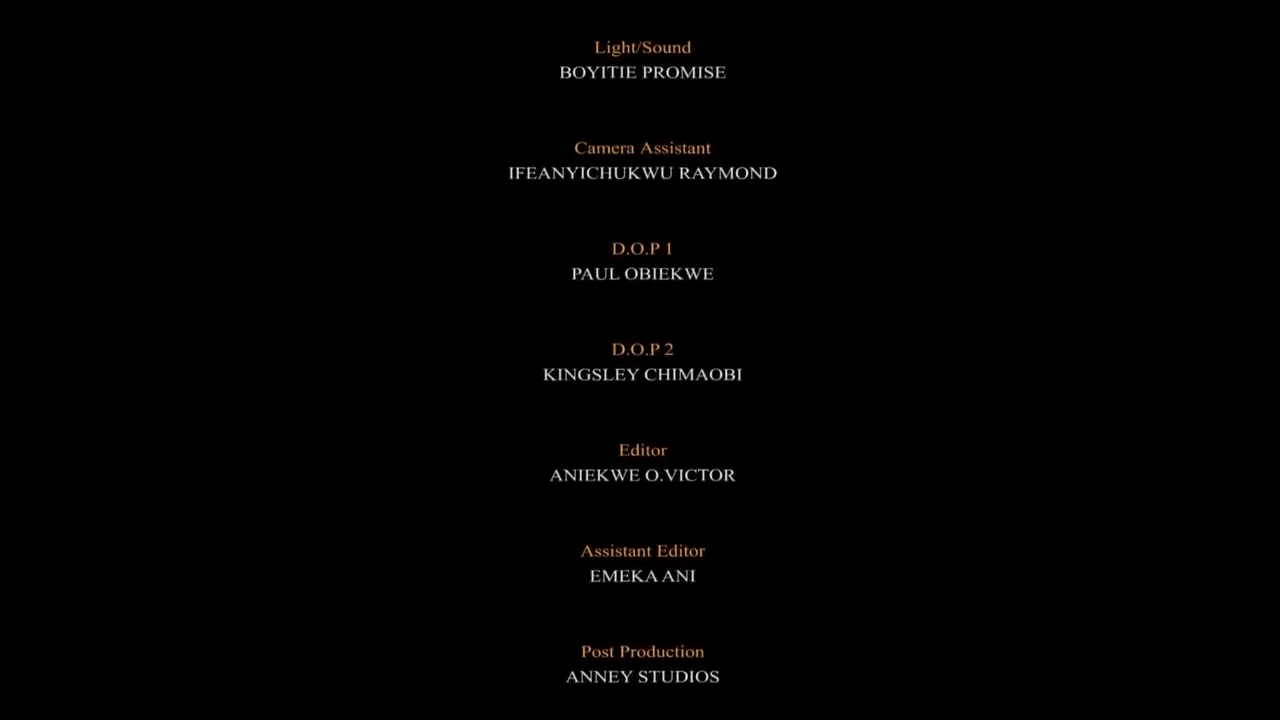 Light/Sound
BOYITIE PROMISE
Camera Assistant
IFEANYICHUKWU RAYMOND
D.O.P 1
PAUL OBIEKWE
D.O.P 2
KINGSLEY CHIMAOBI
Editor
ANIEKWE O.VICTOR
Assistant Editor
EMEKA ANI
Post Production
ANNEY STUDIOS